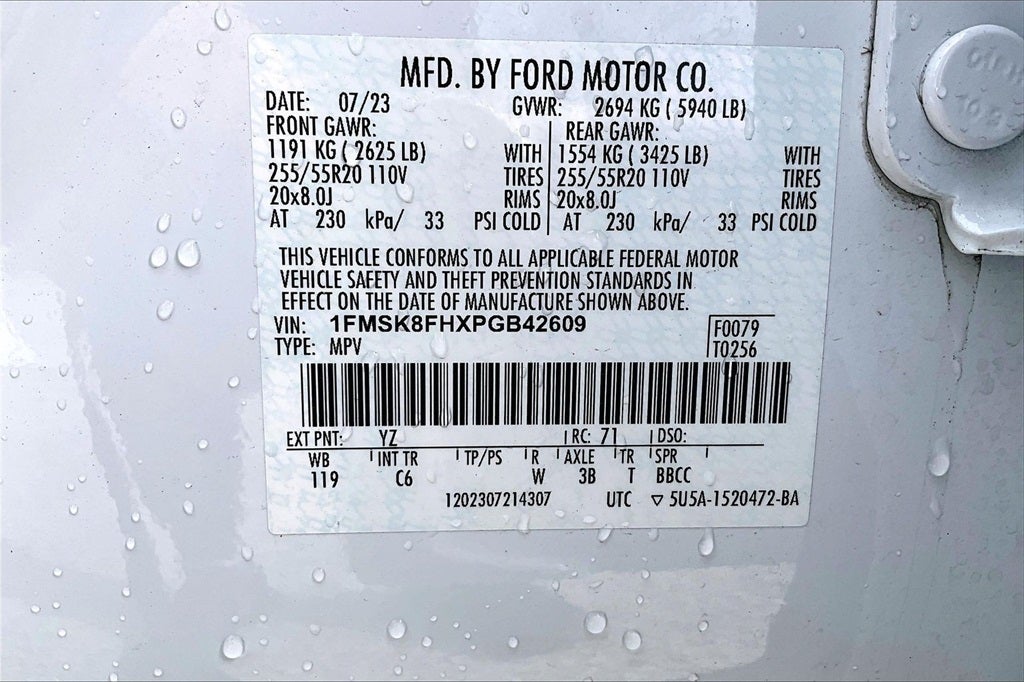 MFD. BY FORD MOTOR CO.
DATE: 07/23 GVWR: 2694 KG ( 5940 LB)
FRONT GAWR: REAR GAWR:
1191 KG ( 2625 LB) WITH 1554 KG ( 3425 LB) WITH
255/55R20 110V TIRES 255/55R20 110V TIRES
20x8.0J RIMS 20x8.0J RIMS
AT 230 kPa/ 33 PSI COLD AT 230 kPa/ 33 PSI COLD
THIS VEHICLE CONFORMS TO ALL APPLICABLE FEDERAL MOTOR
VEHICLE SAFETY AND THEFT PREVENTION STANDARDS IN
EFFECT ON THE DATE OF MANUFACTURE SHOWN ABOVE.
VIN: 1FMSK8FHXPGB42609 F0079
TYPE: MPV T0256
EXT PNT: YZ RC: 71 DSO:
WB INT TR TP/PS R AXLE TR SPR
119 C6 W 3B T BBCC
1202307214307 UTC ▽ 5U5A-1520472-BA